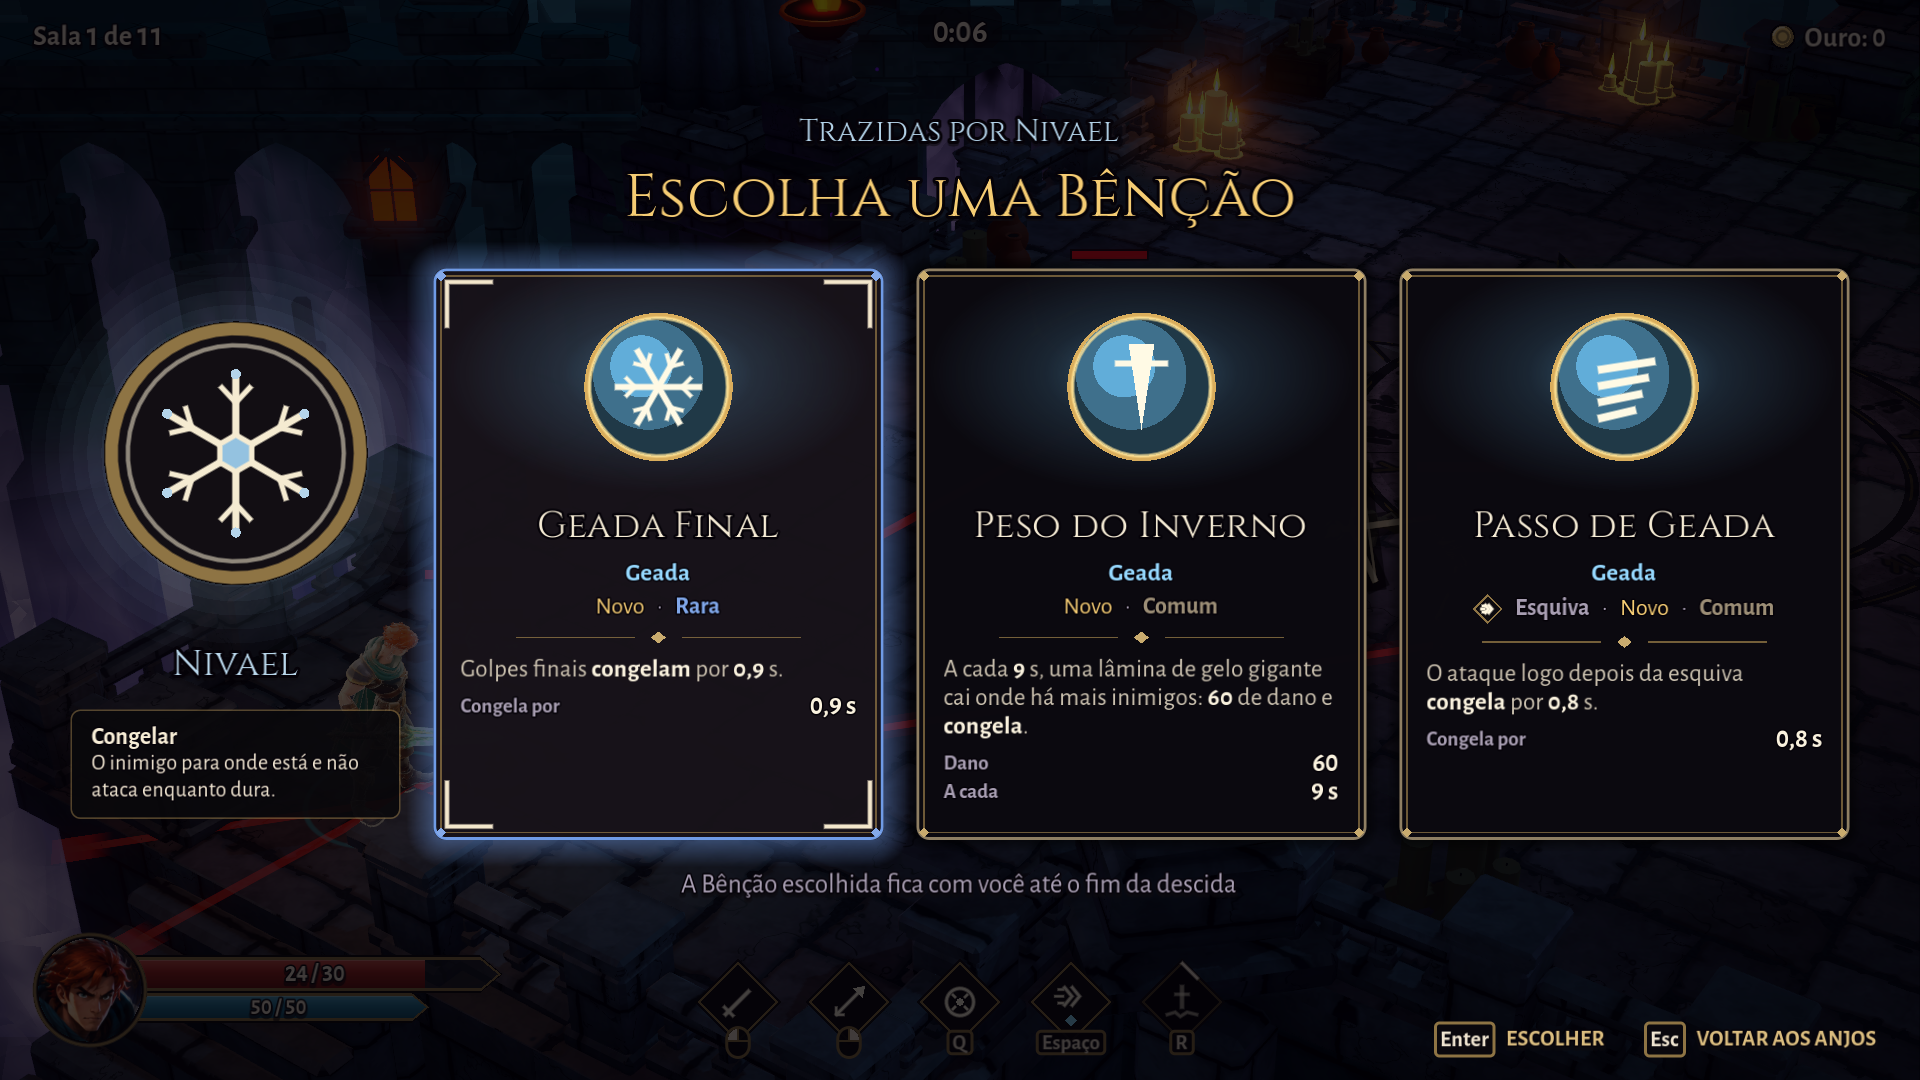 Sala 1 de 11
0:06
Ouro: 0
Trazidas por Nivael
Escolha uma Bênção
Nivael
Congelar
O inimigo para onde está e não
ataca enquanto dura.
Geada Final
Geada
Novo · Rara
Golpes finais congelam por 0,9 s.
Congela por 0,9 s
Peso do Inverno
Geada
Novo · Comum
A cada 9 s, uma lâmina de gelo gigante
cai onde há mais inimigos: 60 de dano e
congela.
Dano 60
A cada 9 s
Passo de Geada
Geada
Esquiva · Novo · Comum
O ataque logo depois da esquiva
congela por 0,8 s.
Congela por 0,8 s
A Bênção escolhida fica com você até o fim da descida
24/30
50/50
Q
Espaço
R
Enter ESCOLHER
Esc VOLTAR AOS ANJOS